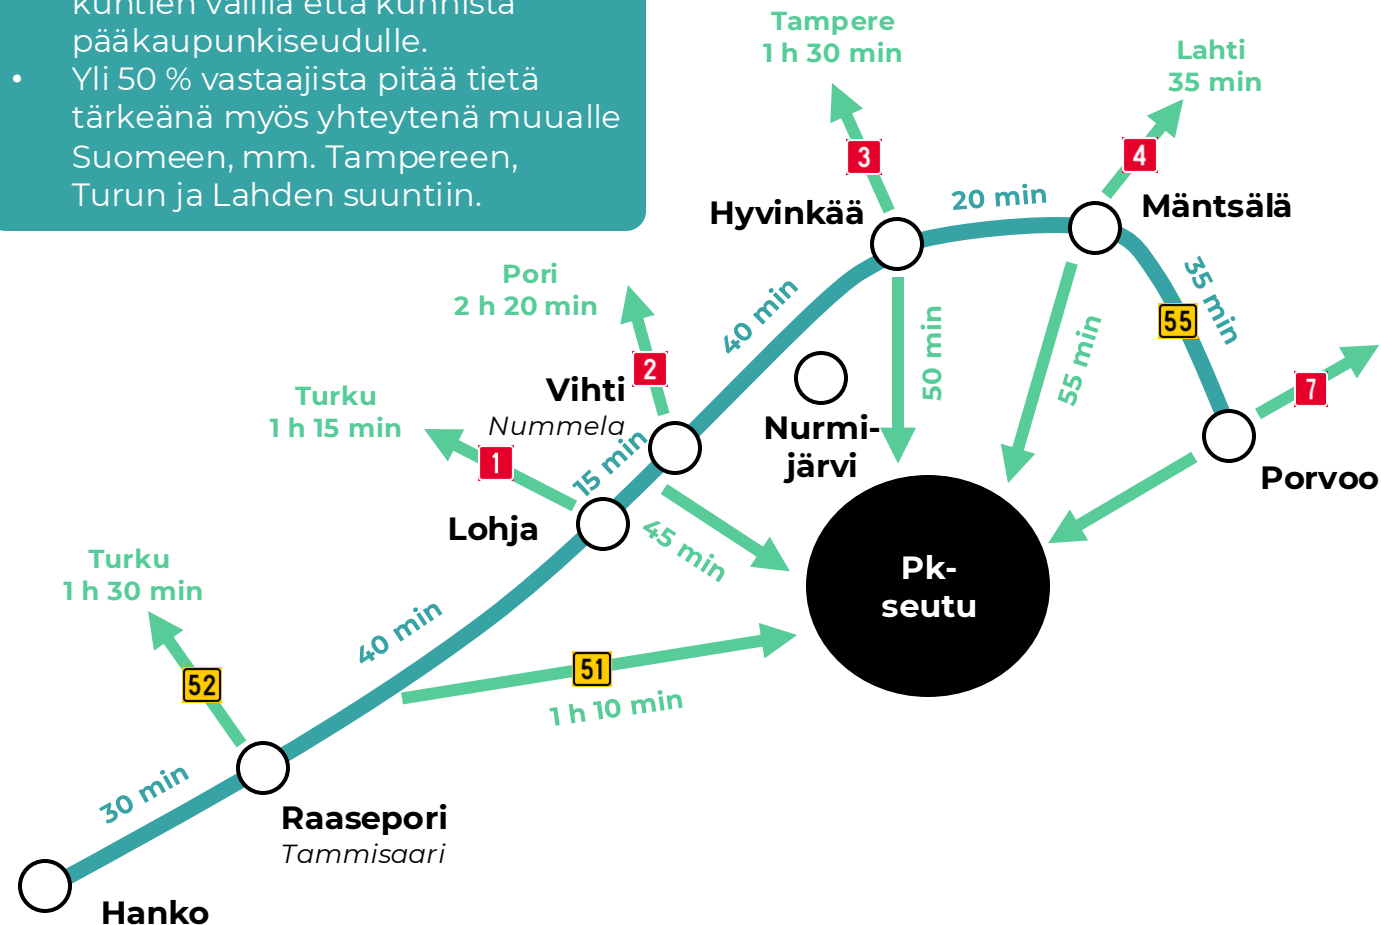 kuntien välillä että kunnista
pääkaupunkiseudulle.
• Yli 50 % vastaajista pitää tietä
tärkeänä myös yhteytenä muualle
Suomeen, mm. Tampereen,
Turun ja Lahden suuntiin.
Tampere
1 h 30 min
Lahti
35 min
3
4
Hyvinkää
20 min
Mäntsälä
Pori
2 h 20 min
40 min
50 min
55 min
35 min
55
2
7
Vihti
Nummela
Turku
1 h 15 min
1
15 min
Nurmi-
järvi
Porvoo
Lohja
45 min
Pk-
seutu
Turku
1 h 30 min
40 min
52
51
1 h 10 min
30 min
Raasepori
Tammisaari
Hanko